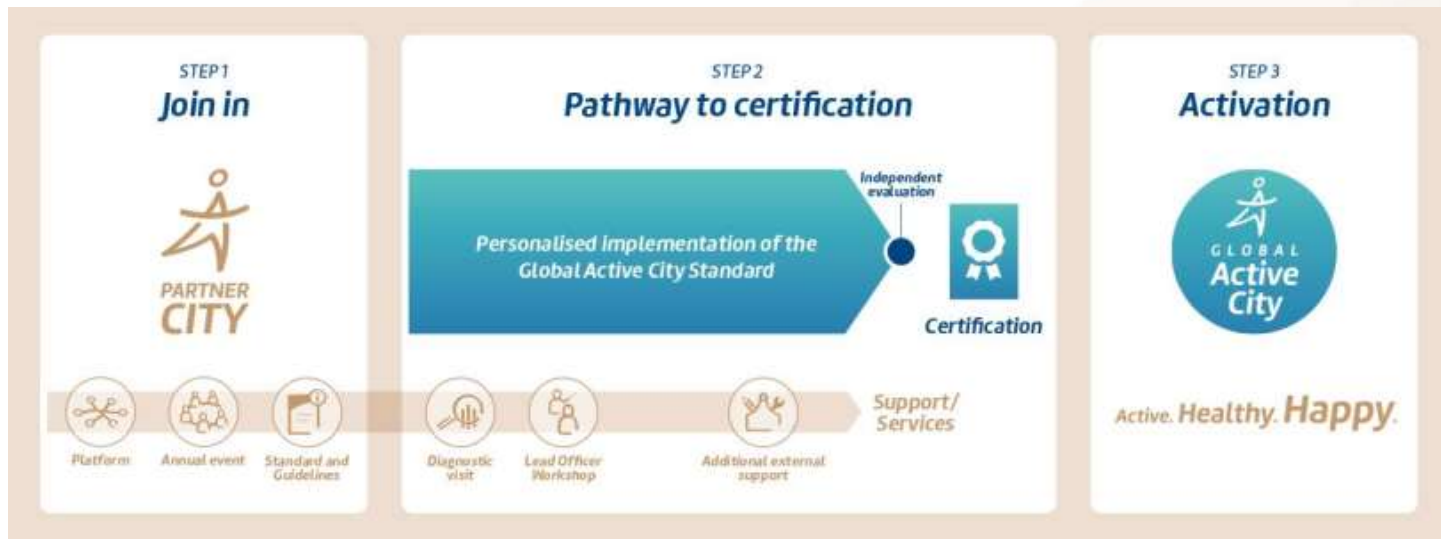 STEP 1
Join in
PARTNER
CITY
Platform
Annual event
Standard and
Guidelines
STEP 2
Pathway to certification
Personalised implementation of the
Global Active City Standard
Independent
evaluation
Certification
Diagnostic
visit
Lead Officer
Workshop
Additional external
support
Support/
Services
STEP 3
Activation
GLOBAL
Active
City
Active. Healthy. Happy.